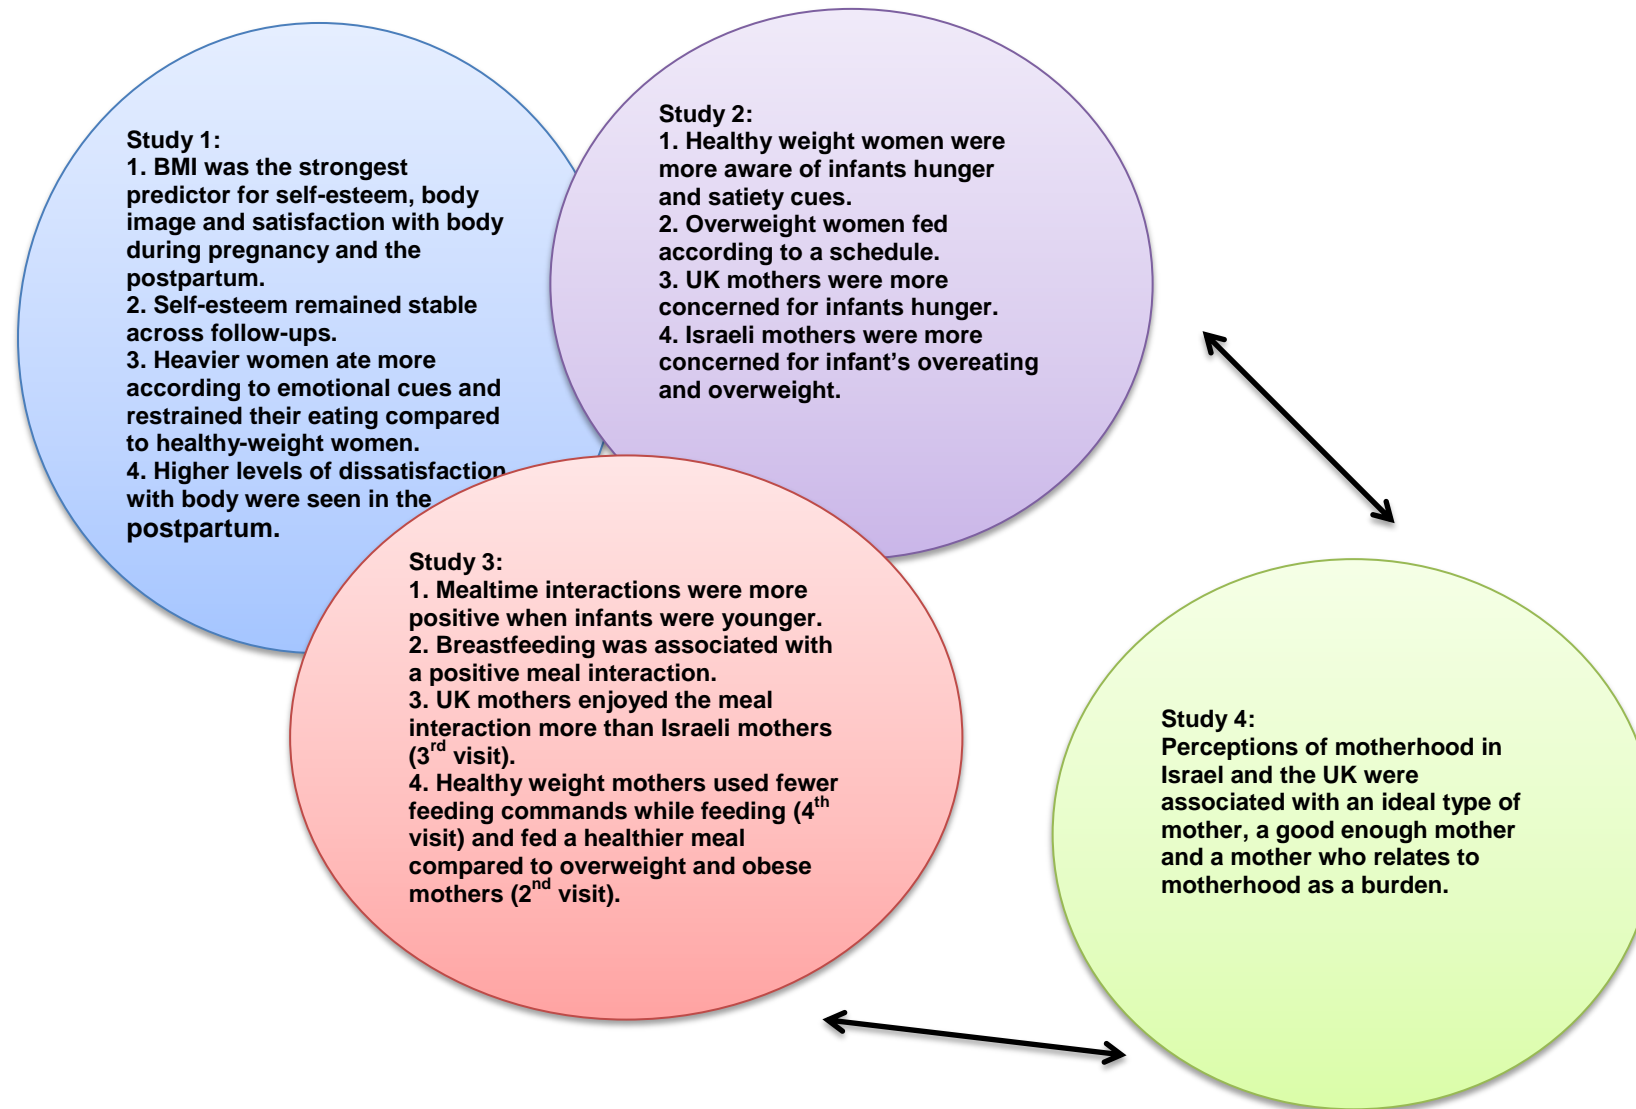 Study 1:
1. BMI was the strongest
predictor for self-esteem, body
image and satisfaction with body
during pregnancy and the
postpartum.
2. Self-esteem remained stable
across follow-ups.
3. Heavier women ate more
according to emotional cues and
restrained their eating compared
to healthy-weight women.
4. Higher levels of dissatisfaction
with body were seen in the
postpartum.
Study 2:
1. Healthy weight women were
more aware of infants hunger
and satiety cues.
2. Overweight women fed
according to a schedule.
3. UK mothers were more
concerned for infants hunger.
4. Israeli mothers were more
concerned for infant’s overeating
and overweight.
Study 3:
1. Mealtime interactions were more
positive when infants were younger.
2. Breastfeeding was associated with
a positive meal interaction.
3. UK mothers enjoyed the meal
interaction more than Israeli mothers
(3rd visit).
4. Healthy weight mothers used fewer
feeding commands while feeding (4th
visit) and fed a healthier meal
compared to overweight and obese
mothers (2nd visit).
Study 4:
Perceptions of motherhood in
Israel and the UK were
associated with an ideal type of
mother, a good enough mother
and a mother who relates to
motherhood as a burden.